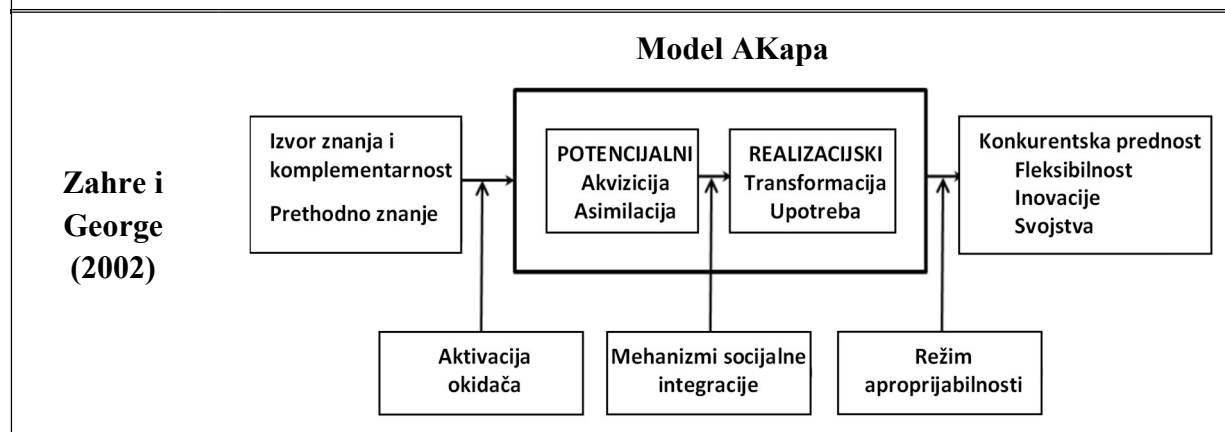 Model AKapa
Zahre i
George
(2002)
Izvor znanja i
komplementarnost
Prethodno znanje
POTENCIJALNI
Akvizicija
Asimilacija
REALIZACIJSKI
Transformacija
Upotreba
Konkurentska prednost
Fleksibilnost
Inovacije
Svojstva
Aktivacija
okidača
Mehanizmi socijalne
integracije
Režim
aproprijabilnosti